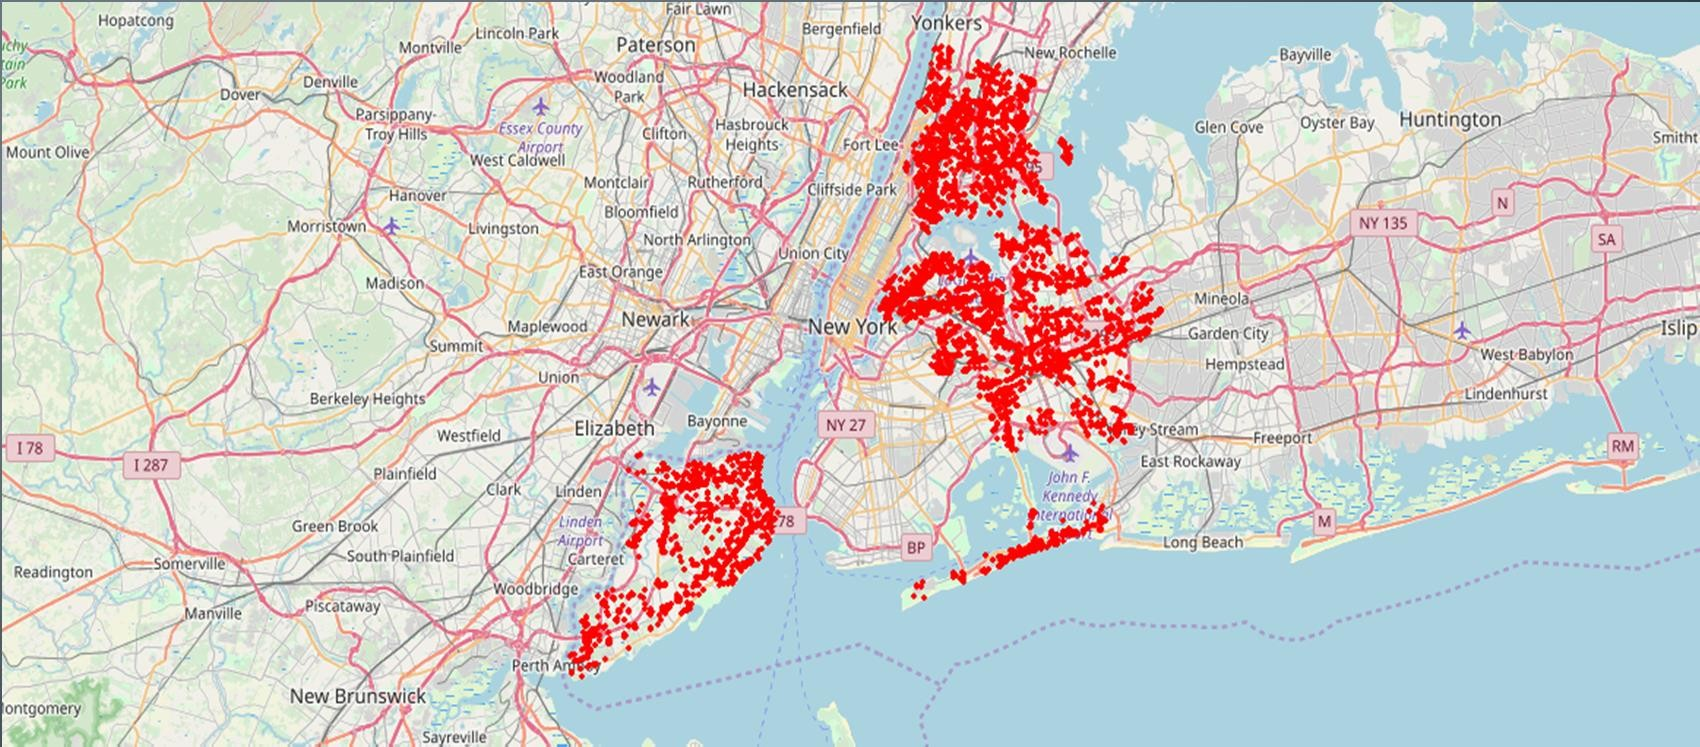 Hopatcong
Lincoln Park
Fair Lawn
Bergenfield
Yonkers
Montville
Paterson
New Rochelle
Bayville
Denville
Dover
Woodland
Park
Hackensack
Parsippany-
Troy Hills
Essex County
Airport
Clifton
Hasbrouck
Heights
Fort Lee
Glen Cove
Oyster Bay
Huntington
Mount Olive
West Caldwell
Smitht
Montclair
Rutherford
Cliffside Park
95
Hanover
N
Bloomfield
NY 135
Morristown
Livingston
North Arlington
Union City
SA
East Orange
Madison
Mineola
Newark
New York
Maplewood
Garden City
Islip
Summit
West Babylon
Hempstead
Union
Berkeley Heights
Lindenhurst
Bayonne
NY 27
Elizabeth
ey Stream
Freeport
Westfield
I 78
I 287
RM
East Rockaway
Plainfield
John F.
Kennedy
International
Clark
Linden
Green Brook
Linden
Airport
78
M
BP
Long Beach
South Plainfield
Carteret
Somerville
Readington
Woodbridge
Piscataway
Manville
Perth Amboy
New Brunswick
ontgomery
Sayreville